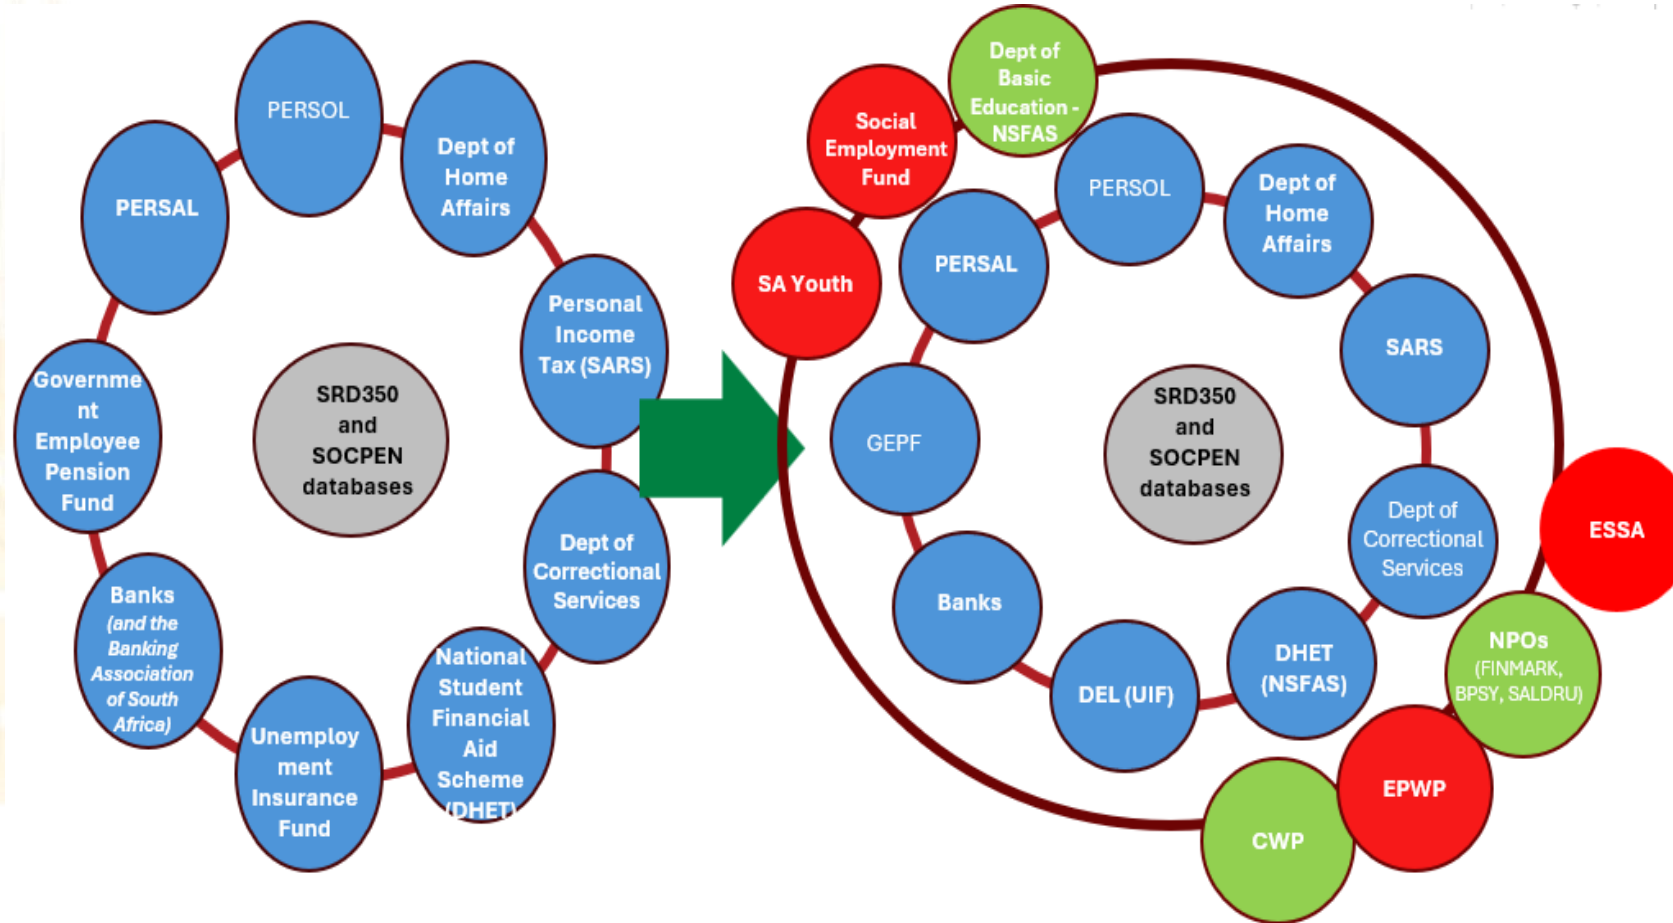 PERSOL
Dept of
Home
Affairs
Personal
Income
Tax (SARS)
Dept of
Correctional
Services
National
Student
Financial
Aid
Scheme
(DHET)
Unemploy
ment
Insurance
Fund
Banks
(and the
Banking
Association
of South
Africa)
Governme
nt
Employee
Pension
Fund
PERSAL
SRD350
and
SOCPEN
databases
Dept of
Basic
Education -
NSFAS
Social
Employment
Fund
SA Youth
PERSOL
Dept of
Home
Affairs
SARS
Dept of
Correctional
Services
DHET
(NSFAS)
DEL (UIF)
Banks
GEPF
PERSAL
SRD350
and
SOCPEN
databases
ESSA
NPOs
(FINMARK,
BPSY, SALDRU)
EPWP
CWP